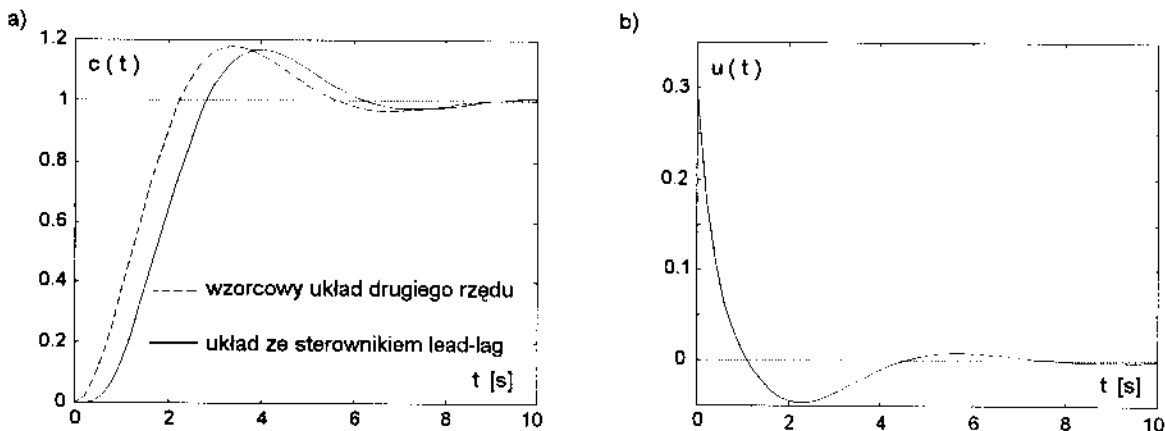 a)
1.2
c (t)
1
0.8
0.6
0.4
0.2
0
wzorcowy układ drugiego rzędu
układ ze sterownikiem lead-lag
t [s]
0 2 4 6 8 10
b)
u (t)
0.3
0.2
0.1
0
t [s]
0 2 4 6 8 10